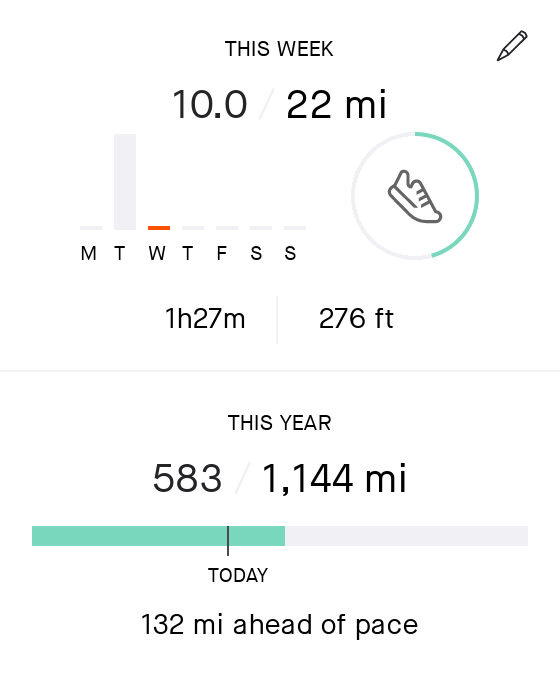 THIS WEEK
10.0 / 22 mi
M T W T F S S
1h27m 276 ft
THIS YEAR
583 / 1,144 mi
TODAY
132 mi ahead of pace